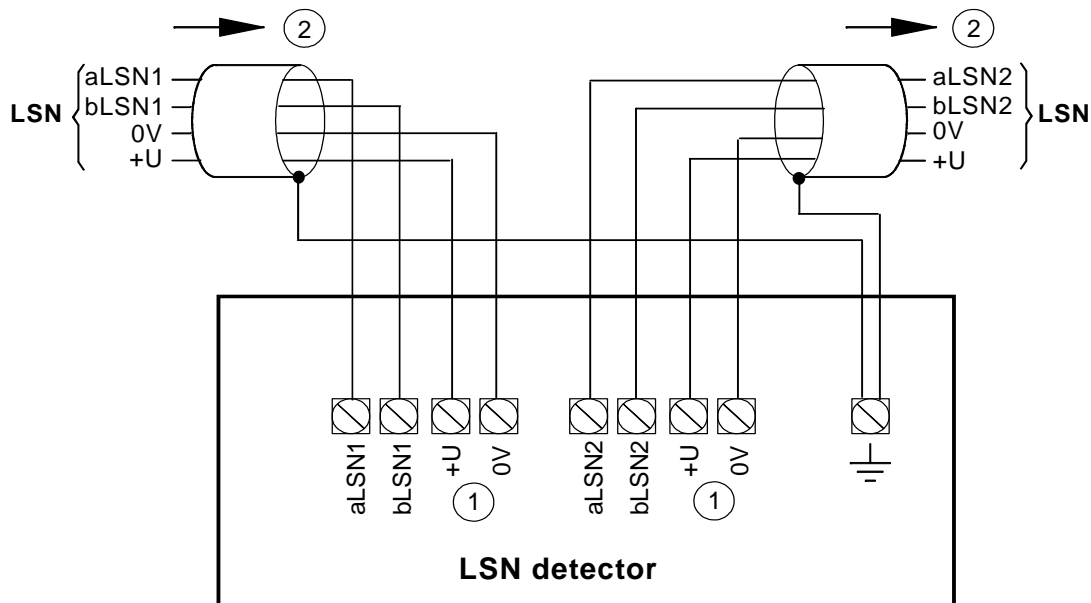 2
2
aLSN1
bLSN1
0V
+U
LSN
aLSN2
bLSN2
0V
+U
LSN
aLSN1
bLSN1
+U
0V
aLSN2
bLSN2
+U
0V
1
1
LSN detector